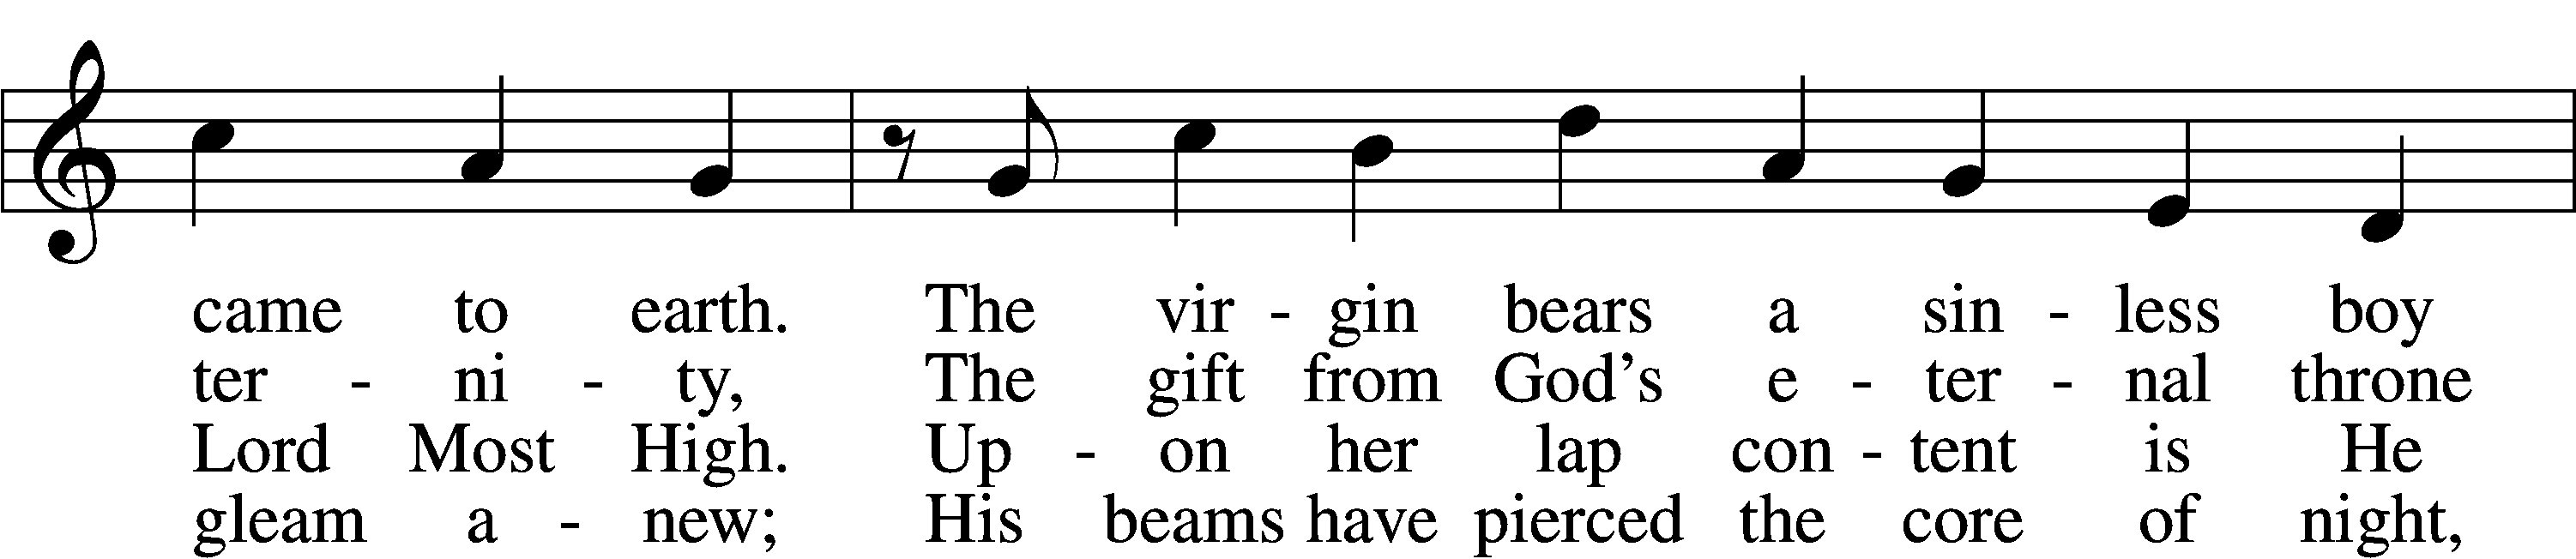 came to earth. The vir - gin bears a sin - less boy
ter - ni - ty, The gift from God's e - ter - nal throne
Lord Most High. Up - on her lap con - tent is He
gleam a - new; His beams have pierced the core of night,